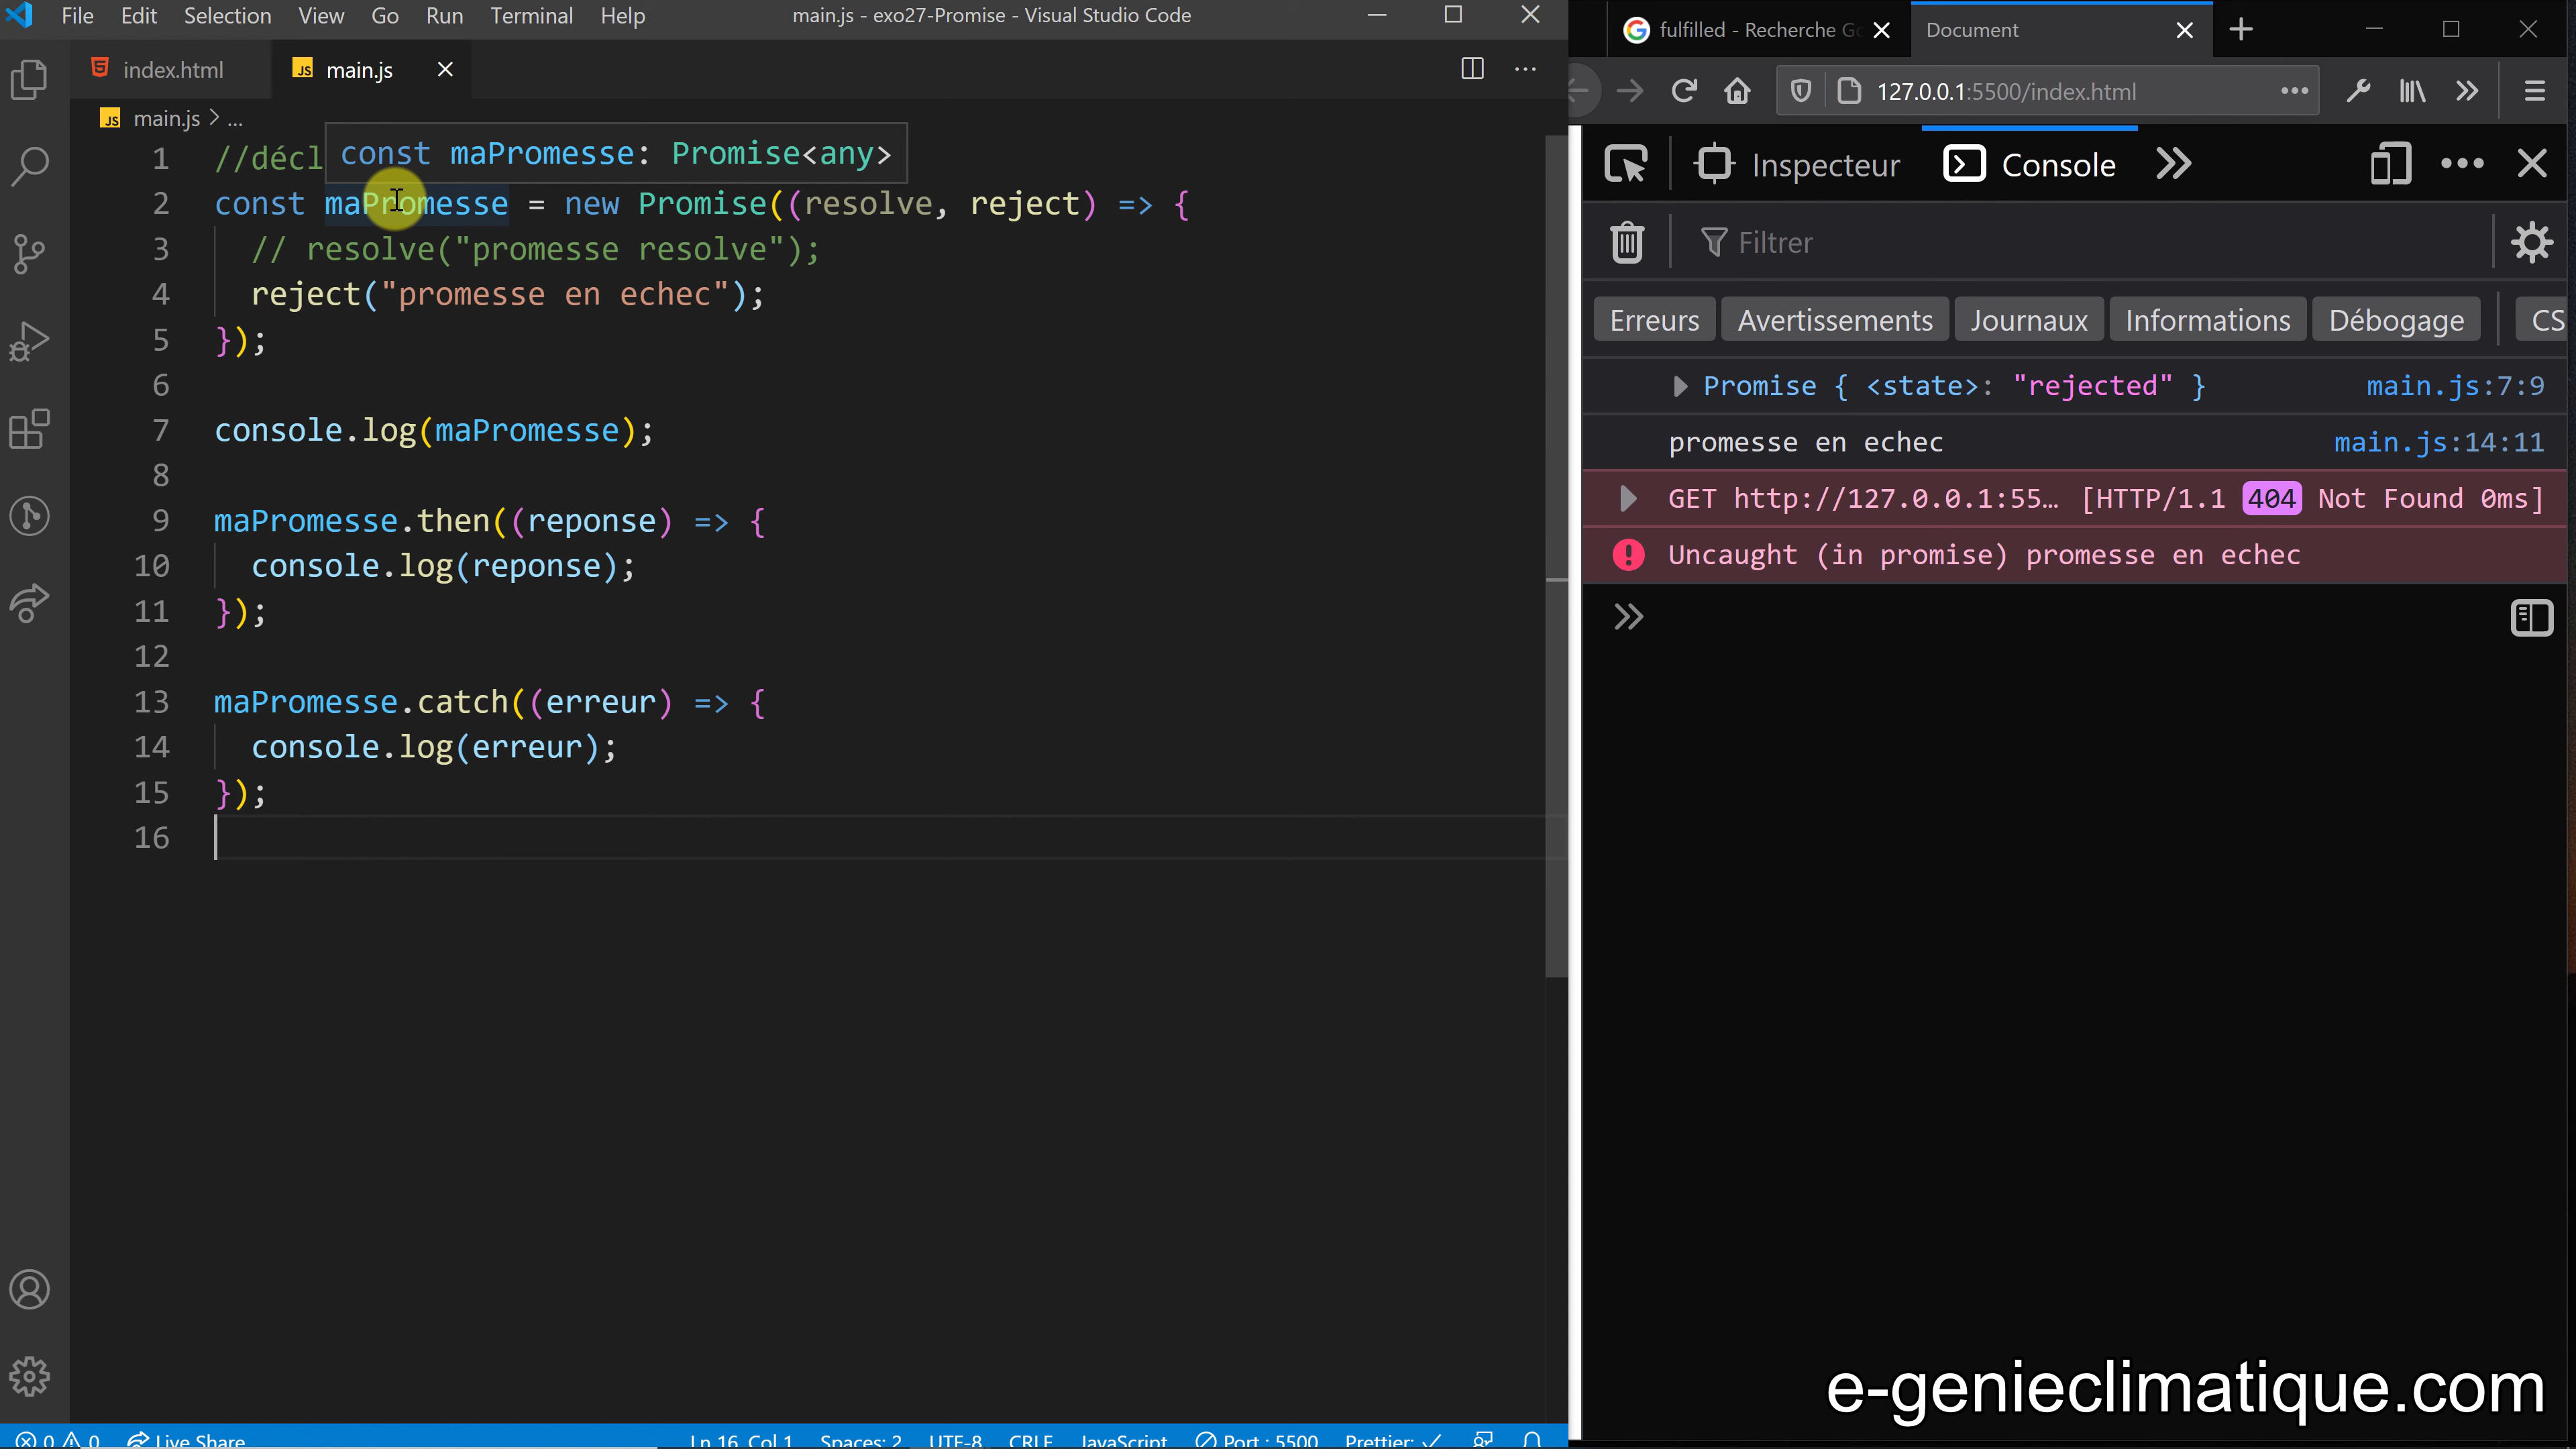 File Edit Selection View Go Run Terminal Help
main.js - exo27-Promise - Visual Studio Code
index.html
JS main.js
JS main.js > ...
const maPromesse: Promise<any>
1 //décl
2 const maPromesse = new Promise((resolve, reject) => {
3 // resolve("promesse resolve");
4 reject("promesse en echec");
5 });
6
7 console.log(maPromesse);
8
9 maPromesse.then((reponse) => {
10 console.log(reponse);
11 });
12
13 maPromesse.catch((erreur) => {
14 console.log(erreur);
15 });
16
0 0 Live Share Ln 16, Col 1 Spaces: 2 UTF-8 CRLF JavaScript Port : 5500 Prettier: ✓
fulfilled - Recherche Go
Document
127.0.0.1:5500/index.html
Inspecteur Console
Filtrer
Erreurs Avertissements Journaux Informations Débogage CS
Promise { <state>: "rejected" } main.js:7:9
promesse en echec main.js:14:11
GET http://127.0.0.1:55… [HTTP/1.1 404 Not Found 0ms]
Uncaught (in promise) promesse en echec
e-genieclimatique.com